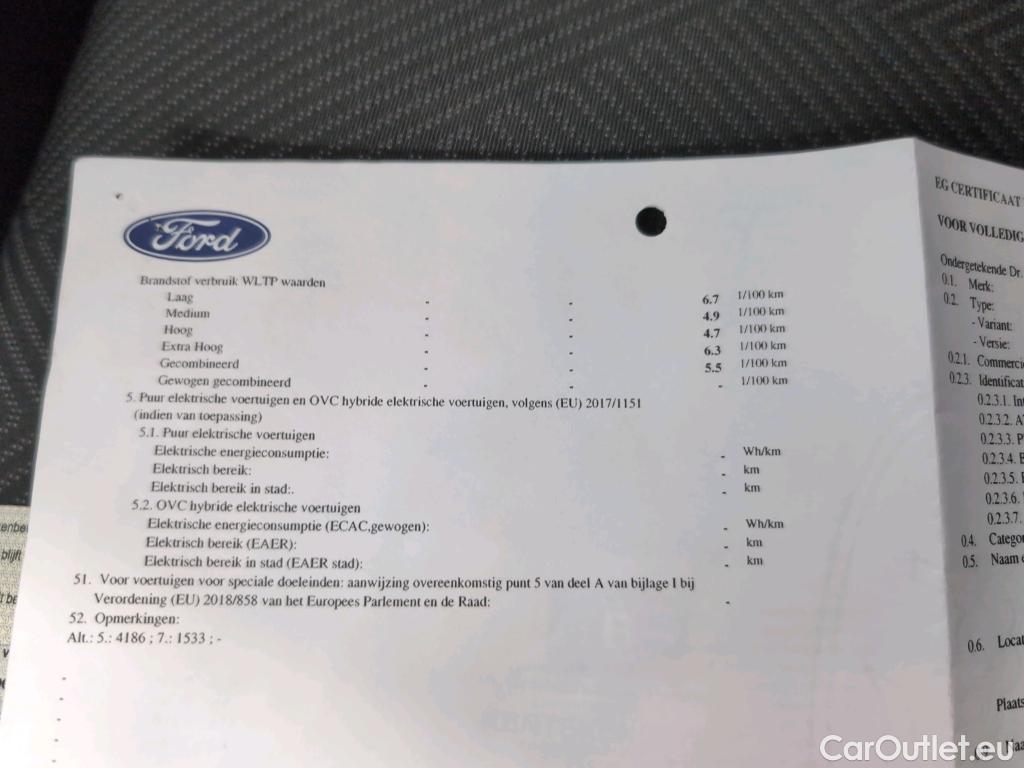 Ford
Brandstof verbruik WLTP waarden
Laag - - 6.7 l/100 km
Medium - - 4.9 l/100 km
Hoog - - 4.7 l/100 km
Extra Hoog - - 6.3 l/100 km
Gecombineerd - - 5.5 l/100 km
Gewogen gecombineerd - - - l/100 km
5. Puur elektrische voertuigen en OVC hybride elektrische voertuigen, volgens (EU) 2017/1151
(indien van toepassing)
5.1. Puur elektrische voertuigen
Elektrische energieconsumptie: - Wh/km
Elektrisch bereik: - km
Elektrisch bereik in stad:. - km
5.2. OVC hybride elektrische voertuigen
Elektrische energieconsumptie (ECAC,gewogen): - Wh/km
Elektrisch bereik (EAER): - km
Elektrisch bereik in stad (EAER stad): - km
51. Voor voertuigen voor speciale doeleinden: aanwijzing overeenkomstig punt 5 van deel A van bijlage I bij
Verordening (EU) 2018/858 van het Europees Parlement en de Raad: -
52. Opmerkingen:
Alt.: 5.: 4186 ; 7.: 1533 ; -
-
-
-
EG CERTIFICAAT
VOOR VOLLEDIG
Ondergetekende Dr.
0.1. Merk:
0.2. Type:
- Variant:
- Versie:
0.2.1. Commerci
0.2.3. Identificat
0.2.3.1. In
0.2.3.2. A
0.2.3.3. P
0.2.3.4. E
0.2.3.5.
0.2.3.6.
0.2.3.7.
0.4. Categor
0.5. Naam
0.6. Locat
Plaats
Naa
blijft
CarOutlet.eu